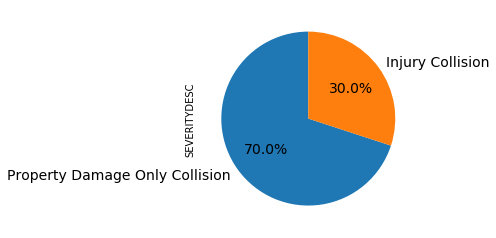 Injury Collision
30.0%
SEVERITYDESC
70.0%
Property Damage Only Collision